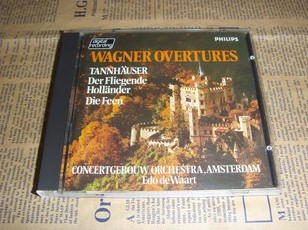 digital
recording
PHILIPS
WAGNER OVERTURES
TANNHÄUSER
Der Fliegende
Holländer
Die Feen
CONCERTGEBOUW ORCHESTRA, AMSTERDAM
Edo de Waart